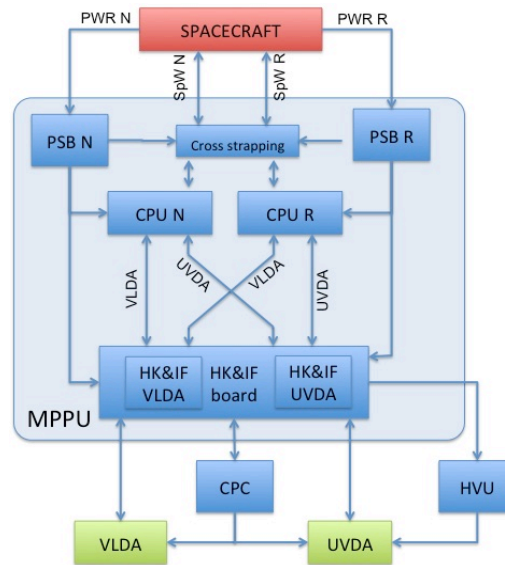 PWR N
SPACECRAFT
PWR R
SpW N
SpW R
PSB N
Cross strapping
PSB R
CPU N
CPU R
VLDA
UVDA
VLDA
UVDA
HK&IF
VLDA
HK&IF
board
HK&IF
UVDA
MPPU
CPC
HVU
VLDA
UVDA